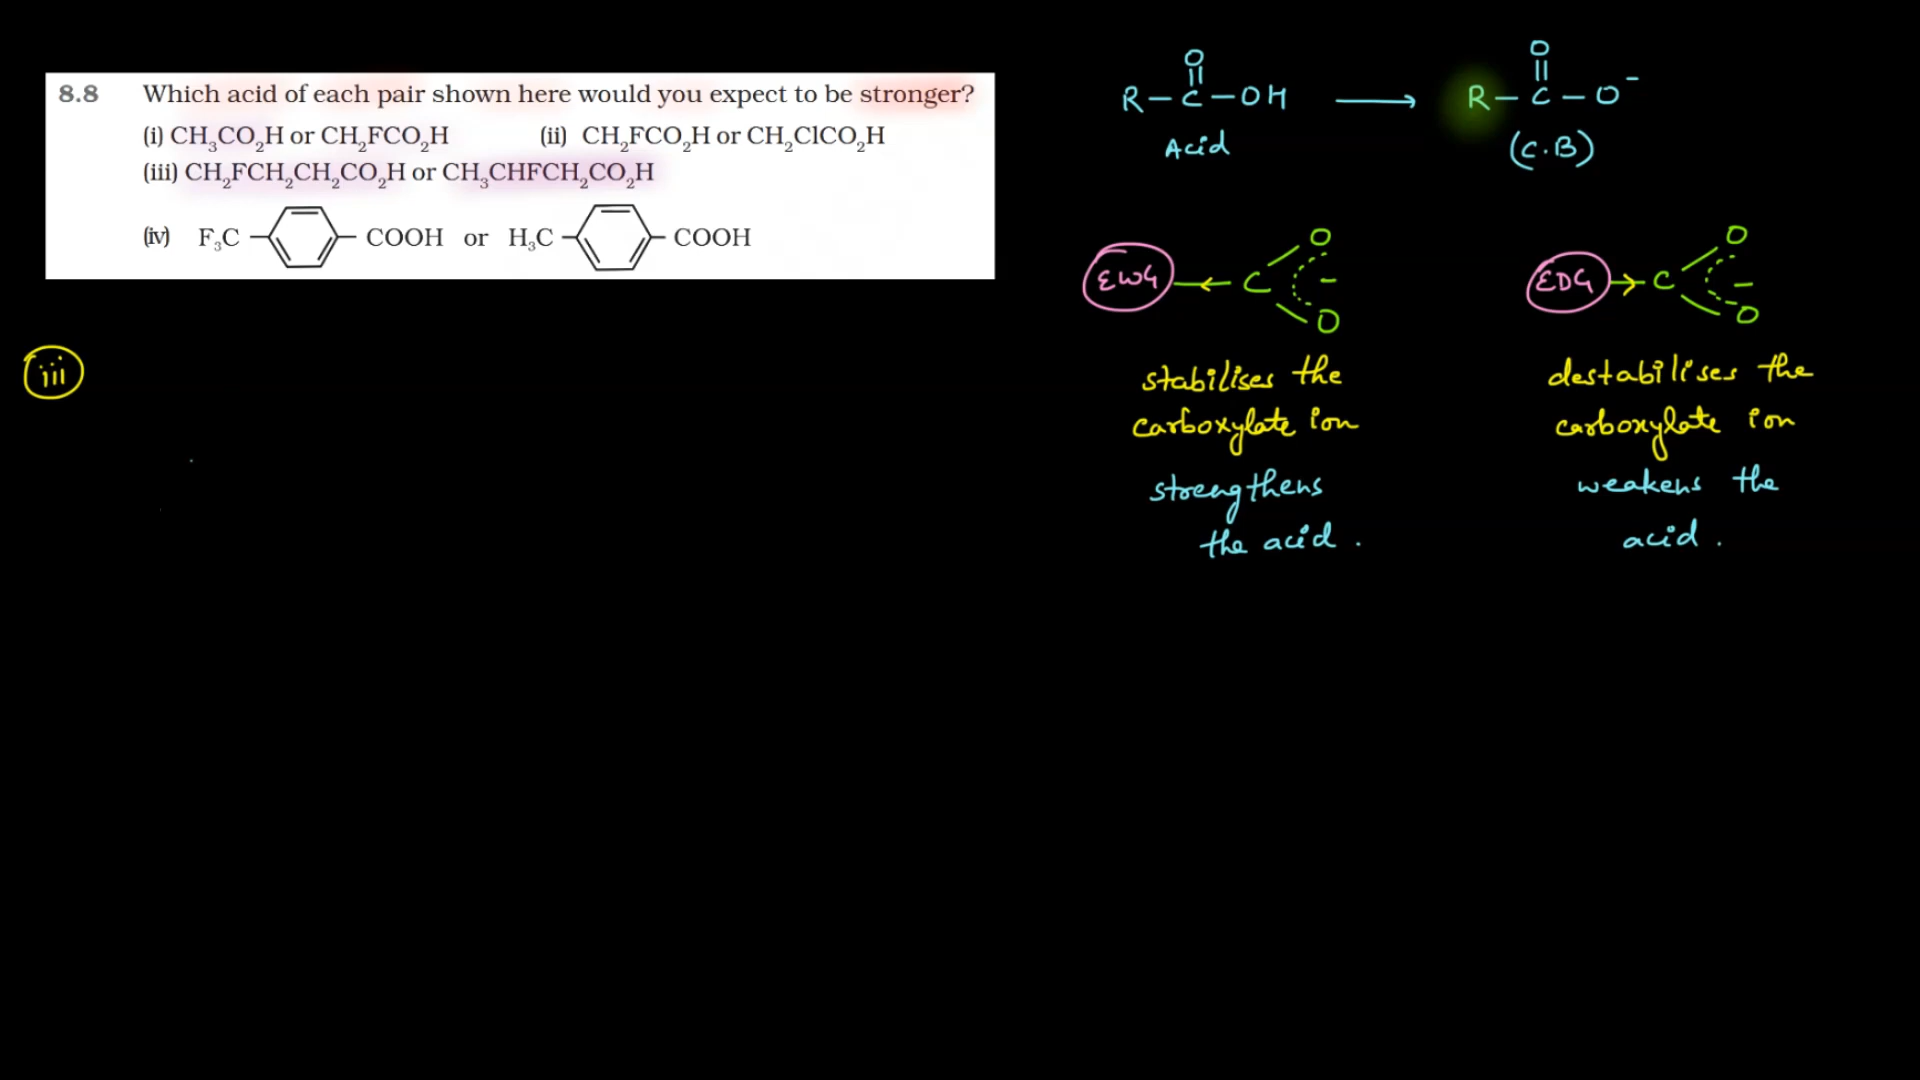 8.8 Which acid of each pair shown here would you expect to be stronger?
(i) CH₃CO₂H or CH₂FCO₂H (ii) CH₂FCO₂H or CH₂ClCO₂H
(iii) CH₂FCH₂CH₂CO₂H or CH₃CHFCH₂CO₂H
(iv) F₃C COOH or H₃C COOH
iii
O
R – C – OH → R – C – O⁻
O
Acid
(C.B)
EWG C O
– O
stabilises the
carboxylate ion
strengthens
the acid .
EDG C O
– O
destabilises the
carboxylate ion
weakens the
acid .